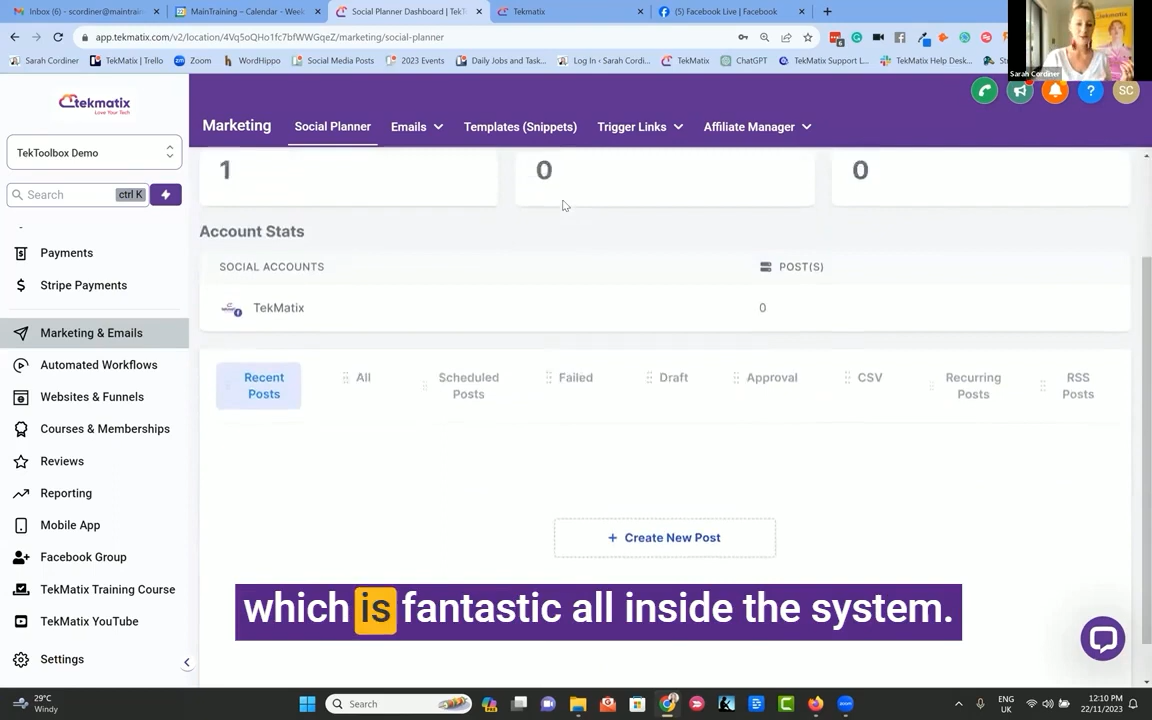 Inbox (6) - scordiner@maintrain
MainTraining – Calendar - Week
Social Planner Dashboard | TekT
Tekmatix
(5) Facebook Live | Facebook
app.tekmatix.com/v2/location/4Vq5oQHo1fc7bfWWGqeZ/marketing/social-planner
Sarah Cordiner
TekMatix | Trello
Zoom
WordHippo
Social Media Posts
2023 Events
Daily Jobs and Task...
Log In ‹ Sarah Cordi...
TekMatix
ChatGPT
TekMatix Support L...
TekMatix Help Desk...
Sarah Cordiner
tekmatix
Love Your Tech
Marketing
Social Planner
Emails
Templates (Snippets)
Trigger Links
Affiliate Manager
SC
TekToolbox Demo
Search
ctrl K
Payments
Stripe Payments
Marketing & Emails
Automated Workflows
Websites & Funnels
Courses & Memberships
Reviews
Reporting
Mobile App
Facebook Group
TekMatix Training Course
TekMatix YouTube
Settings
1
0
0
Account Stats
SOCIAL ACCOUNTS
POST(S)
TekMatix
0
Recent
Posts
All
Scheduled
Posts
Failed
Draft
Approval
CSV
Recurring
Posts
RSS
Posts
+ Create New Post
which is fantastic all inside the system.
29°C
Windy
Search
ENG
UK
12:10 PM
22/11/2023